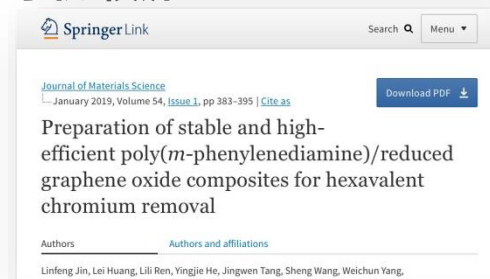 Springer Link
Search
Menu
Journal of Materials Science
January 2019, Volume 54, Issue 1, pp 383–395 | Cite as
Download PDF
Preparation of stable and high-
efficient poly(m-phenylenediamine)/reduced
graphene oxide composites for hexavalent
chromium removal
Authors
Authors and affiliations
Linfeng Jin, Lei Huang, Lili Ren, Yingjie He, Jingwen Tang, Sheng Wang, Weichun Yang,